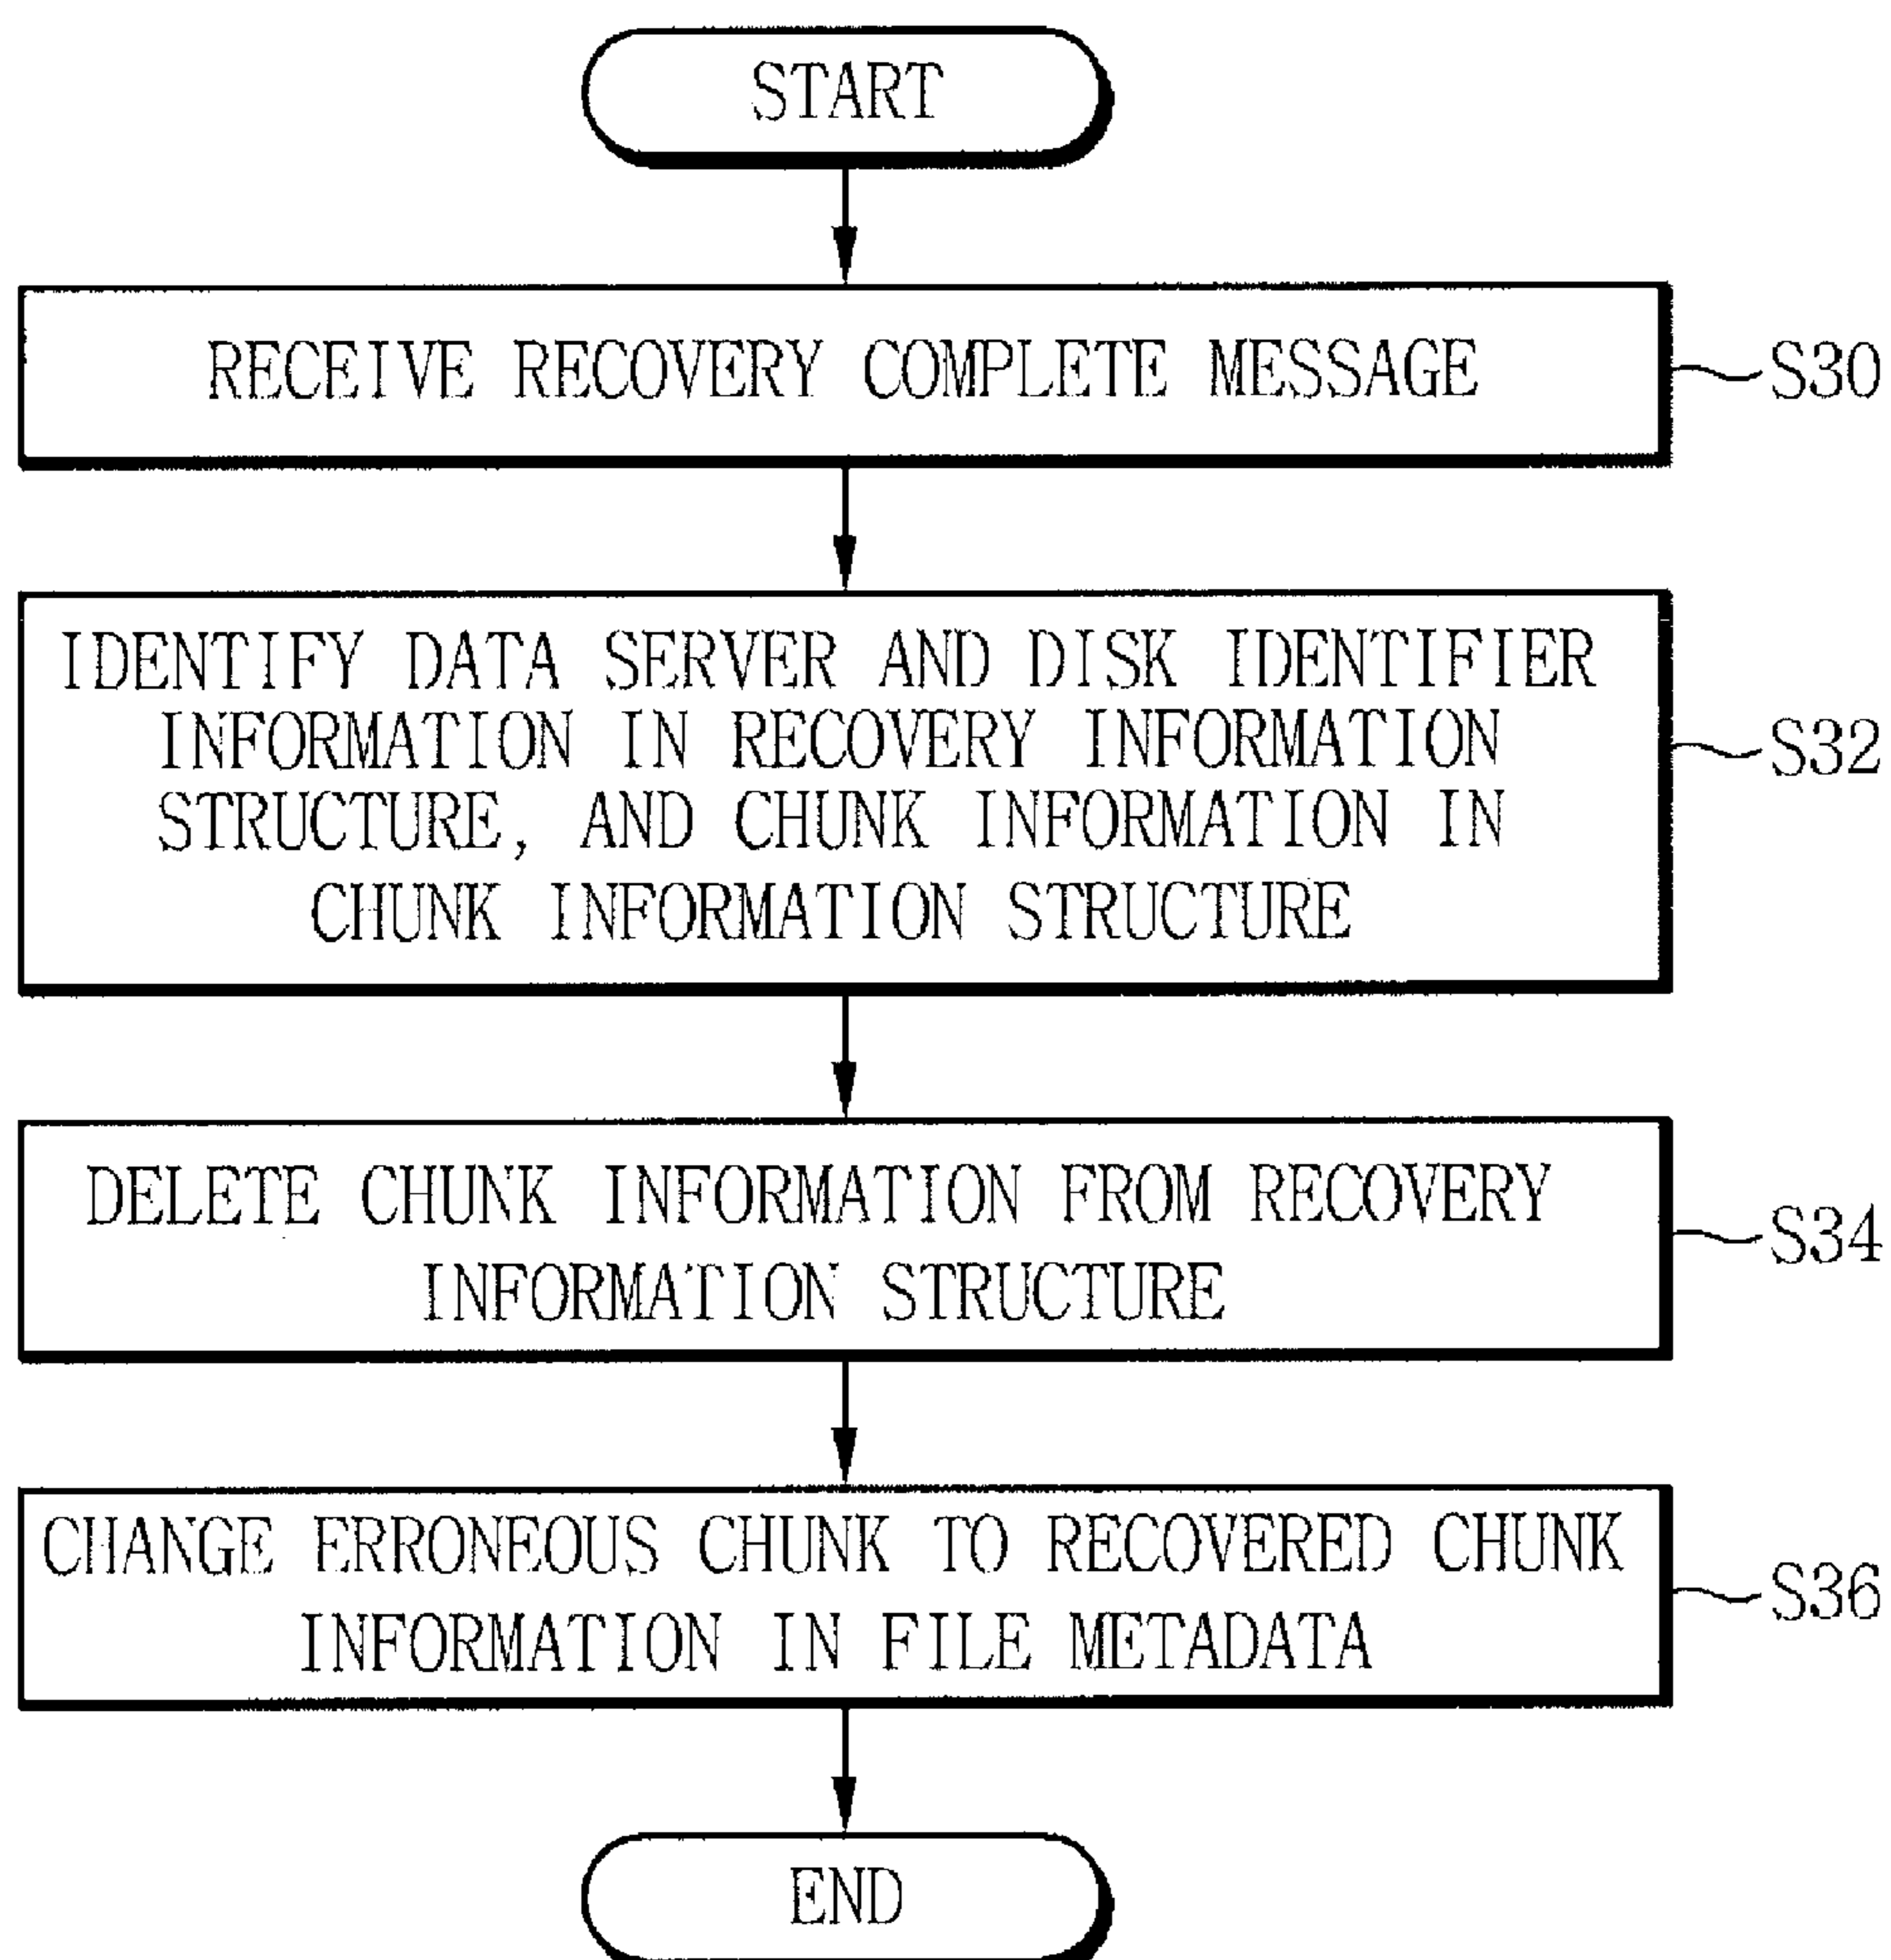 START
RECEIVE RECOVERY COMPLETE MESSAGE
S30
IDENTIFY DATA SERVER AND DISK IDENTIFIER
INFORMATION IN RECOVERY INFORMATION
STRUCTURE, AND CHUNK INFORMATION IN
CHUNK INFORMATION STRUCTURE
S32
DELETE CHUNK INFORMATION FROM RECOVERY
INFORMATION STRUCTURE
S34
CHANGE ERRONEOUS CHUNK TO RECOVERED CHUNK
INFORMATION IN FILE METADATA
S36
END